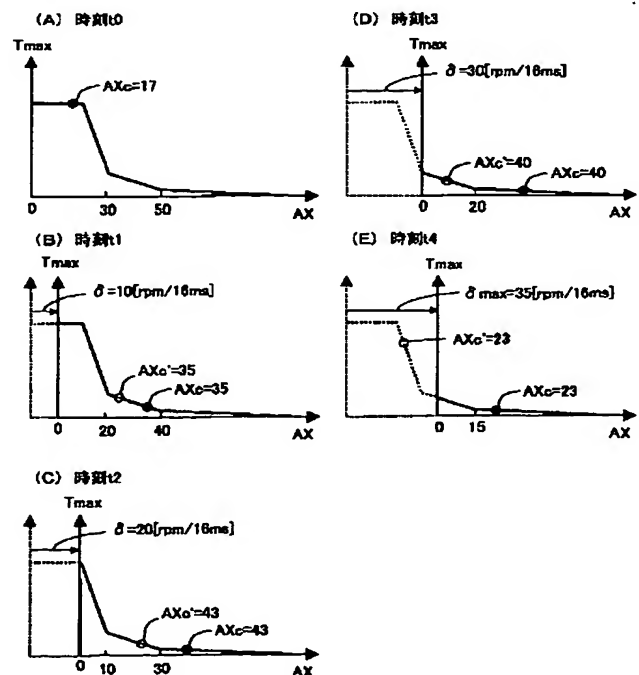 (A) 時刻t0
Tmax
AXc=17
0 30 50
AX
(B) 時刻t1
Tmax
δ=10[rpm/16ms]
AXc'=35
AXc=35
0 20 40
AX
(C) 時刻t2
Tmax
δ=20[rpm/16ms]
AXc'=43
AXc=43
0 10 30
AX
(D) 時刻t3
Tmax
δ=30[rpm/16ms]
AXc'=40
AXc=40
0 20
AX
(E) 時刻t4
Tmax
δmax=35[rpm/16ms]
AXc'=23
AXc=23
0 15
AX